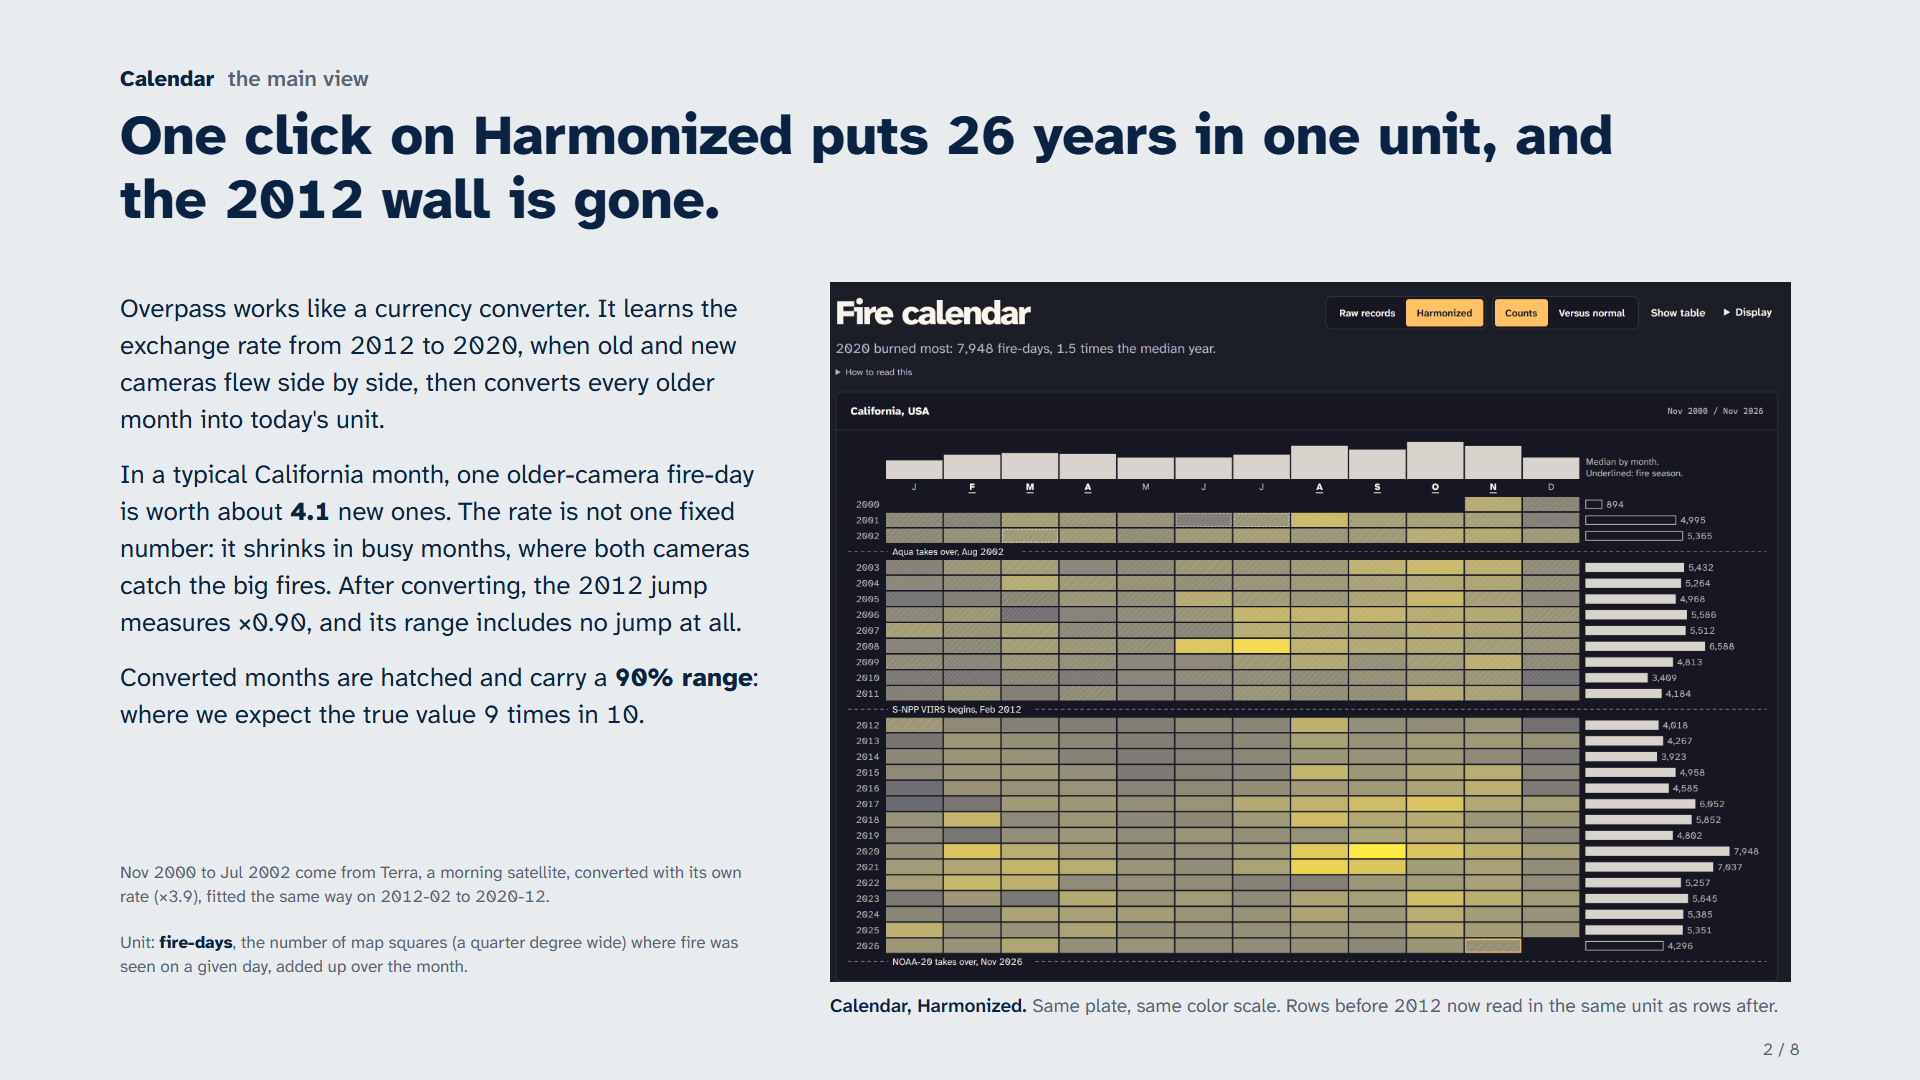 Calendar the main view
One click on Harmonized puts 26 years in one unit, and
the 2012 wall is gone.
Overpass works like a currency converter. It learns the
exchange rate from 2012 to 2020, when old and new
cameras flew side by side, then converts every older
month into today's unit.
In a typical California month, one older-camera fire-day
is worth about 4.1 new ones. The rate is not one fixed
number: it shrinks in busy months, where both cameras
catch the big fires. After converting, the 2012 jump
measures ×0.90, and its range includes no jump at all.
Converted months are hatched and carry a 90% range:
where we expect the true value 9 times in 10.
Nov 2000 to Jul 2002 come from Terra, a morning satellite, converted with its own
rate (×3.9), fitted the same way on 2012-02 to 2020-12.
Unit: fire-days, the number of map squares (a quarter degree wide) where fire was
seen on a given day, added up over the month.
Fire calendar
Raw records Harmonized Counts Versus normal Show table ▶ Display
2020 burned most: 7,948 fire-days, 1.5 times the median year.
▶ How to read this
California, USA Nov 2000 / Nov 2026
Median by month.
Underlined: fire season.
J F M A M J J A S O N D
2000 894
2001 4,995
2002 5,365
Aqua takes over, Aug 2002
2003 5,432
2004 5,264
2005 4,968
2006 5,586
2007 5,512
2008 6,588
2009 4,813
2010 3,409
2011 4,184
S-NPP VIIRS begins, Feb 2012
2012 4,018
2013 4,267
2014 3,923
2015 4,958
2016 4,585
2017 6,052
2018 5,852
2019 4,802
2020 7,948
2021 7,037
2022 5,257
2023 5,645
2024 5,385
2025 5,351
2026 4,296
NOAA-20 takes over, Nov 2026
Calendar, Harmonized. Same plate, same color scale. Rows before 2012 now read in the same unit as rows after.
2 / 8